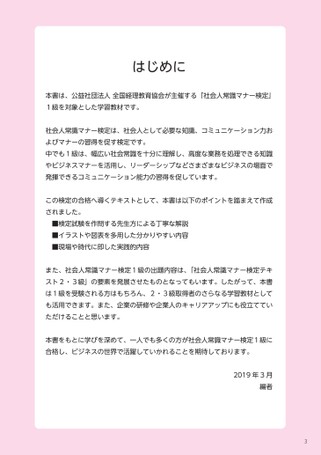 はじめに
本書は、公益社団法人 全国経理教育協会が主催する「社会人常識マナー検定」
１級を対象とした学習教材です。
社会人常識マナー検定は、社会人として必要な知識、コミュニケーション力お
よびマナーの習得を促す検定です。
中でも１級は、幅広い社会常識を十分に理解し、高度な業務を処理できる知識
やビジネスマナーを活用し、リーダーシップなどさまざまなビジネスの場面で
発揮できるコミュニケーション能力の習得を促しています。
この検定の合格へ導くテキストとして、本書は以下のポイントを踏まえて作成
されました。
■検定試験を作問する先生方による丁寧な解説
■イラストや図表を多用した分かりやすい内容
■現場や時代に即した実践的内容
また、社会人常識マナー検定１級の出題内容は、「社会人常識マナー検定テキ
スト２・３級」の要素を発展させたものとなってもいます。したがって、本書
は１級を受験される方はもちろん、２・３級取得者のさらなる学習教材として
も活用できます。また、企業の研修や企業人のキャリアアップにも役立ててい
ただけることと思います。
本書をもとに学びを深めて、一人でも多くの方が社会人常識マナー検定１級に
合格し、ビジネスの世界で活躍していかれることを期待しております。
2019 年 3 月
編者
3